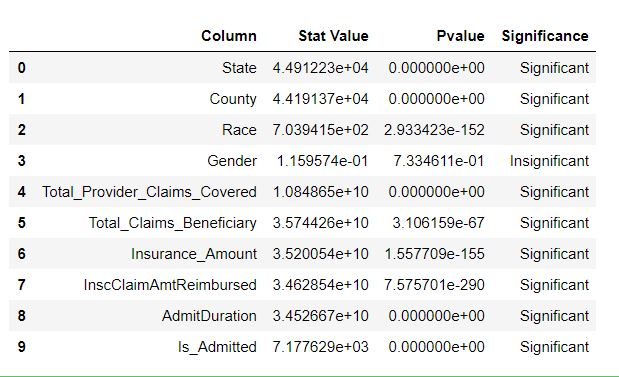 Column Stat Value Pvalue Significance
0 State 4.491223e+04 0.000000e+00 Significant
1 County 4.419137e+04 0.000000e+00 Significant
2 Race 7.039415e+02 2.933423e-152 Significant
3 Gender 1.159574e-01 7.334611e-01 Insignificant
4 Total_Provider_Claims_Covered 1.084865e+10 0.000000e+00 Significant
5 Total_Claims_Beneficiary 3.574426e+10 3.106159e-67 Significant
6 Insurance_Amount 3.520054e+10 1.557709e-155 Significant
7 InscClaimAmtReimbursed 3.462854e+10 7.575701e-290 Significant
8 AdmitDuration 3.452667e+10 0.000000e+00 Significant
9 Is_Admitted 7.177629e+03 0.000000e+00 Significant